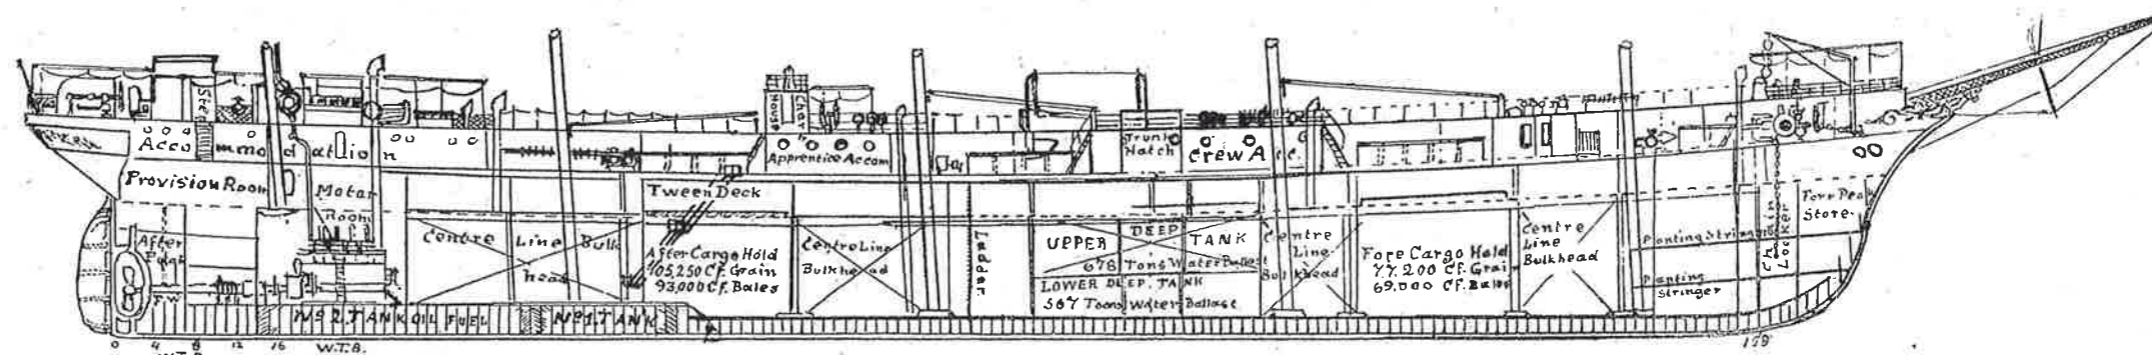 Chart
House
Accommodation
Apprentice Accom
Trunk
Hatch
Crew A
Provision Room
Motor
Room
Tween Deck
Fore Peak
Store
After
Peak
Centre Line Bulk
head
After Cargo Hold
105,250 CF. Grain
93,000 CF. Bales
Centre Line
Bulkhead
Ladder
UPPER DEEP TANK
678 Tons Water Ballast
LOWER DEEP TANK
567 Tons Water Ballast
Centre
Line
Bulkhead
Fore Cargo Hold
77.200 CF. Grain
69.000 CF. Bales
Centre
Line
Bulkhead
Panting Stringer
Panting
Stringer
Chain
Locker
F.W
No 2. TANK OIL FUEL
No 1. TANK
0 4 8 12 16
W.T.B.
179